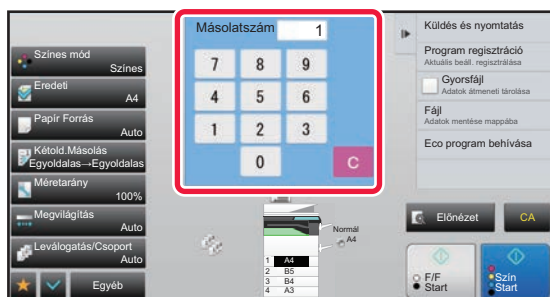 Színes mód
Színes
Eredeti
A4
Papír Forrás
Auto
Kétold.Másolás
Egyoldalas→Egyoldalas
Méretarány
100%
Megvilágítás
Auto
Leválogatás/Csoport
Auto
Egyéb
Másolatszám 1
7 8 9
4 5 6
1 2 3
0 C
Normál
A4
1 A4
2 B5
3 B4
4 A3
Küldés és nyomtatás
Program regisztráció
Aktuális beáll. regisztrálása
Gyorsfájl
Adatok átmeneti tárolása
Fájl
Adatok mentése mappába
Eco program behívása
Előnézet
CA
F/F
Start
Szín
Start